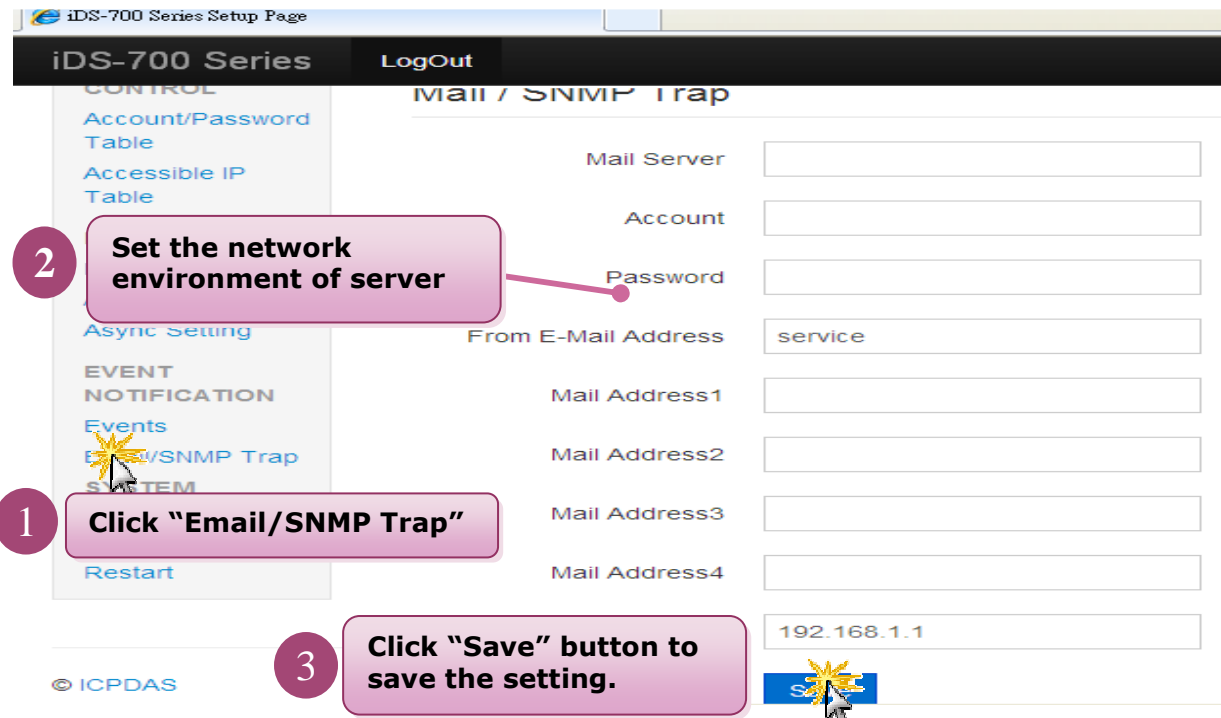 iDS-700 Series Setup Page
iDS-700 Series
LogOut
CONTROL
Account/Password
Table
Accessible IP
Table
Async Setting
EVENT
NOTIFICATION
Events
/SNMP Trap
SYSTEM
Restart
© ICPDAS
Mail / SNMP Trap
Mail Server
Account
Password
From E-Mail Address
service
Mail Address1
Mail Address2
Mail Address3
Mail Address4
192.168.1.1
1
Click “Email/SNMP Trap”
2
Set the network
environment of server
3
Click “Save” button to
save the setting.